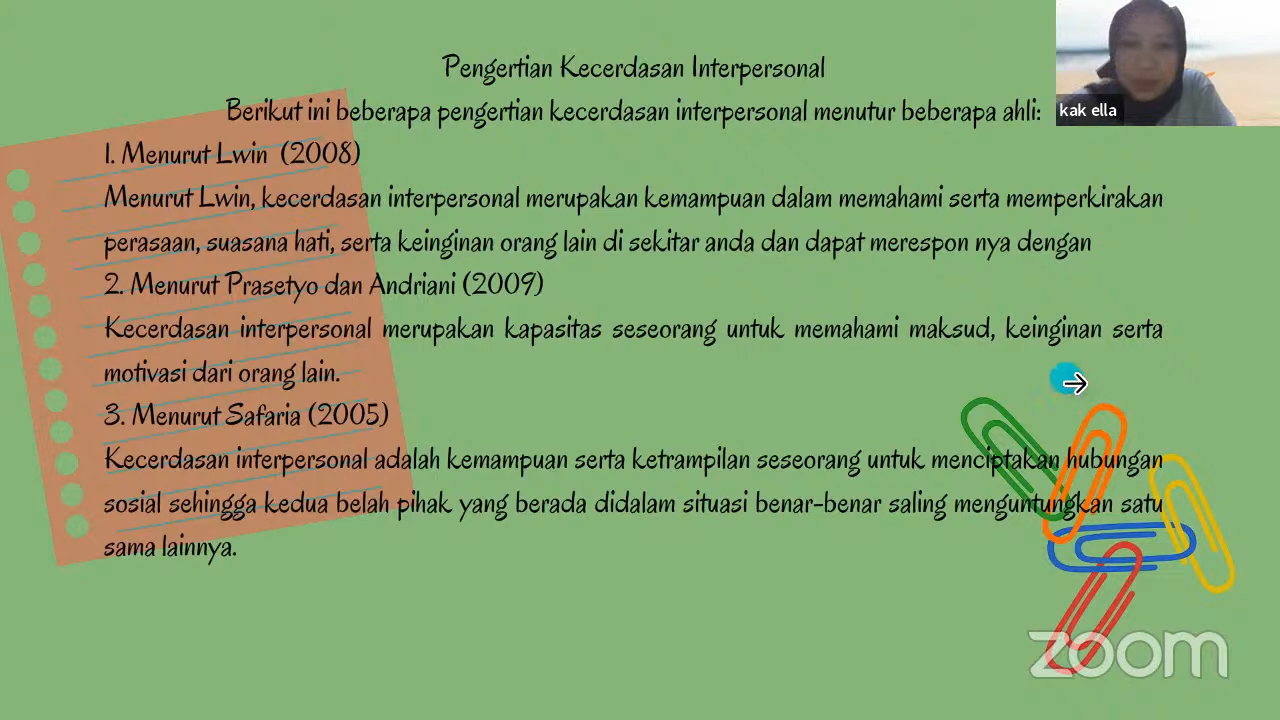 Pengertian Kecerdasan Interpersonal
Berikut ini beberapa pengertian kecerdasan interpersonal menutur beberapa ahli:
kak ella
1. Menurut Lwin (2008)
Menurut Lwin, kecerdasan interpersonal merupakan kemampuan dalam memahami serta memperkirakan
perasaan, suasana hati, serta keinginan orang lain di sekitar anda dan dapat merespon nya dengan
2. Menurut Prasetyo dan Andriani (2009)
Kecerdasan interpersonal merupakan kapasitas seseorang untuk memahami maksud, keinginan serta
motivasi dari orang lain.
3. Menurut Safaria (2005)
Kecerdasan interpersonal adalah kemampuan serta ketrampilan seseorang untuk menciptakan hubungan
sosial sehingga kedua belah pihak yang berada didalam situasi benar-benar saling menguntungkan satu
sama lainnya.
zoom